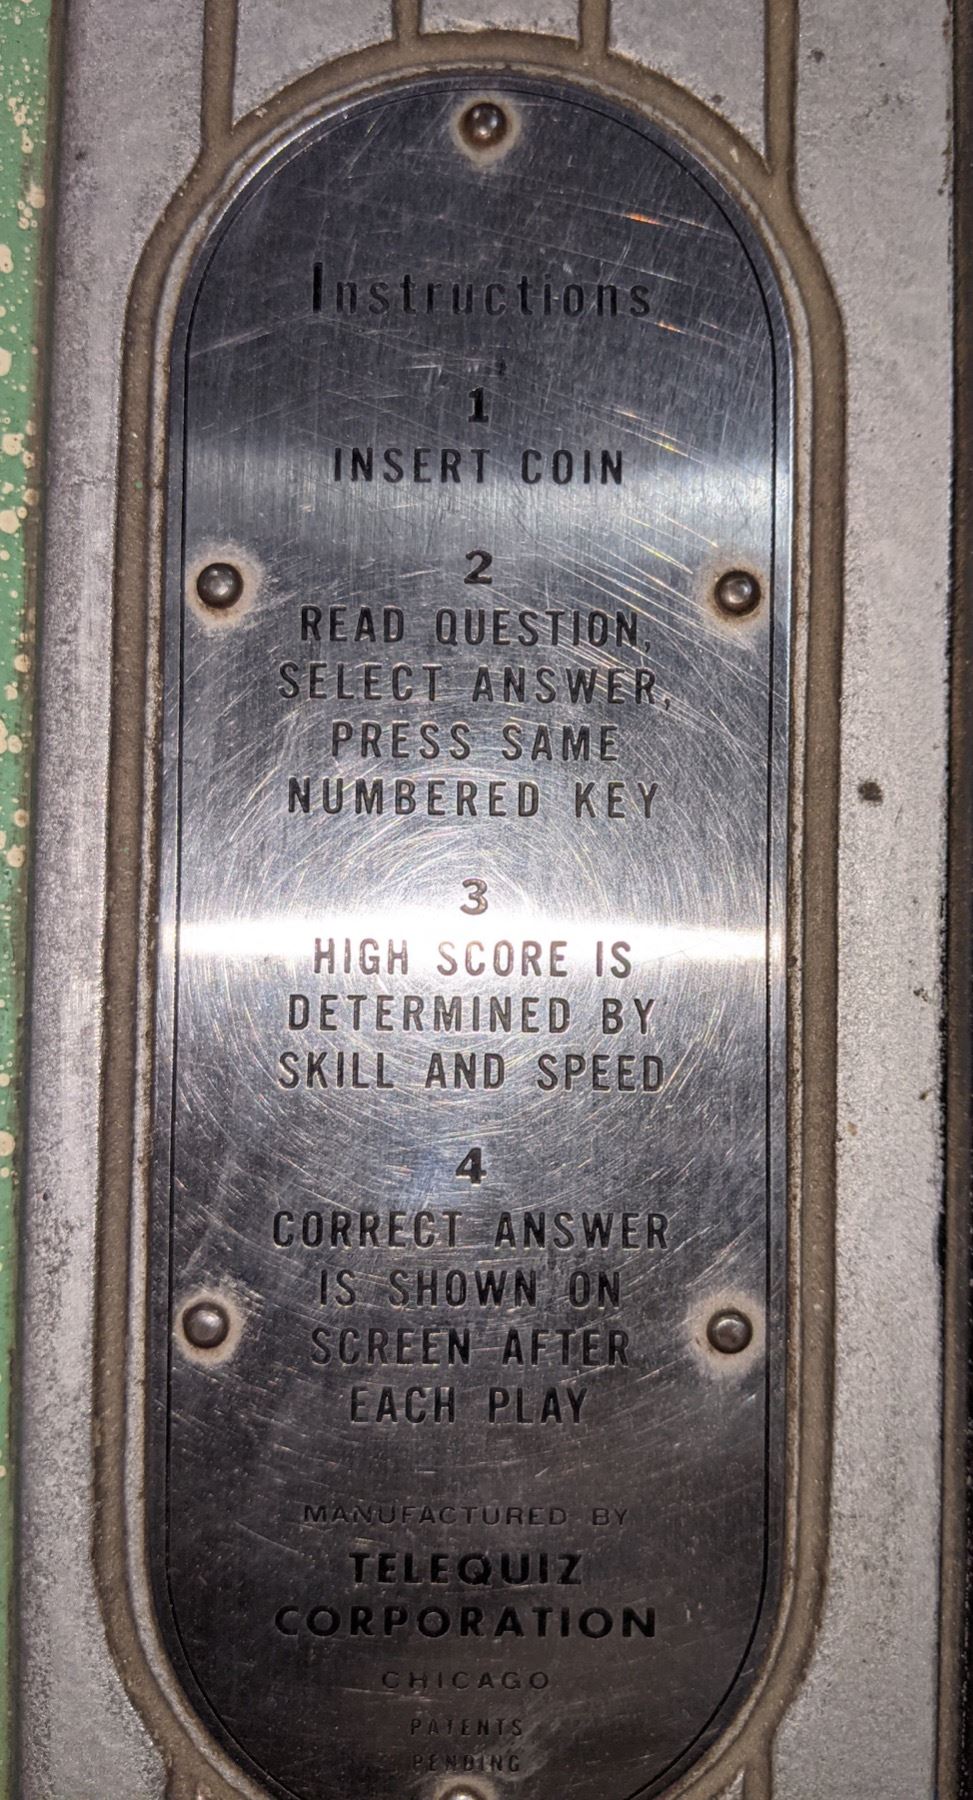 Instructions
1
INSERT COIN
2
READ QUESTION,
SELECT ANSWER,
PRESS SAME
NUMBERED KEY
3
HIGH SCORE IS
DETERMINED BY
SKILL AND SPEED
4
CORRECT ANSWER
IS SHOWN ON
SCREEN AFTER
EACH PLAY
MANUFACTURED BY
TELEQUIZ
CORPORATION
CHICAGO
PATENTS
PENDING